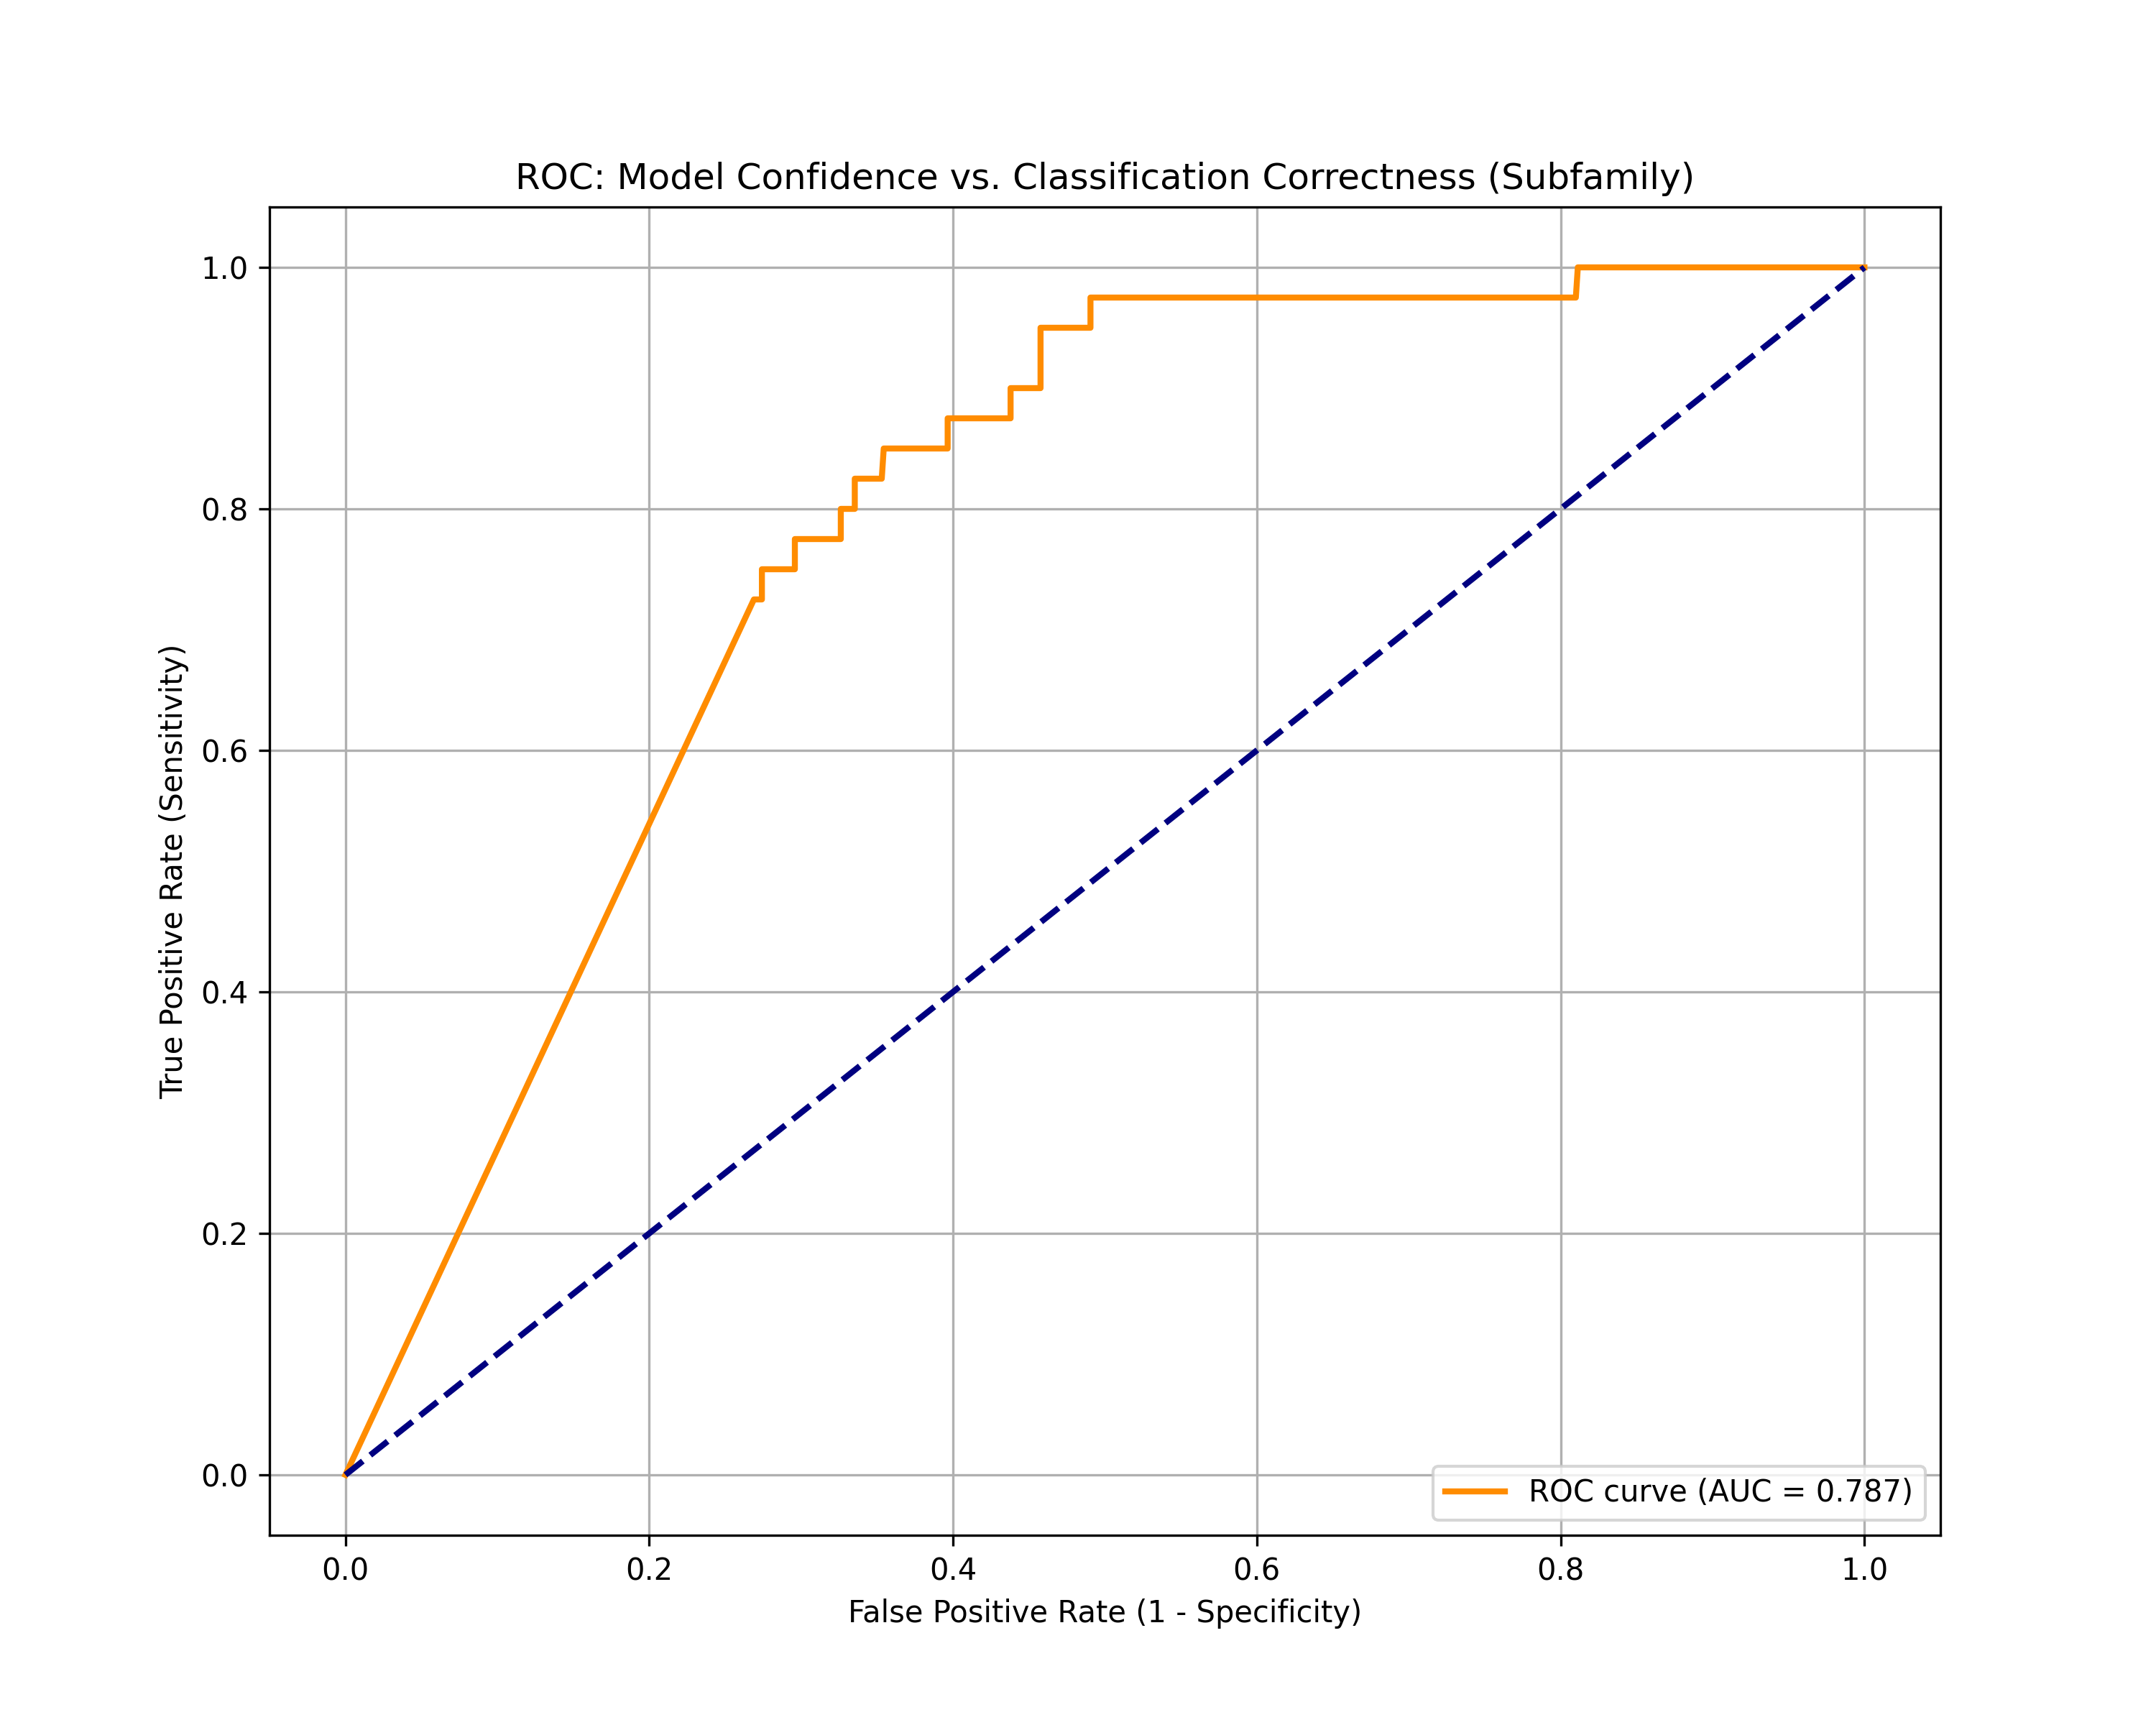 ROC: Model Confidence vs. Classification Correctness (Subfamily)
True Positive Rate (Sensitivity)
1.0
0.8
0.6
0.4
0.2
0.0
ROC curve (AUC = 0.787)
0.0 0.2 0.4 0.6 0.8 1.0
False Positive Rate (1 - Specificity)